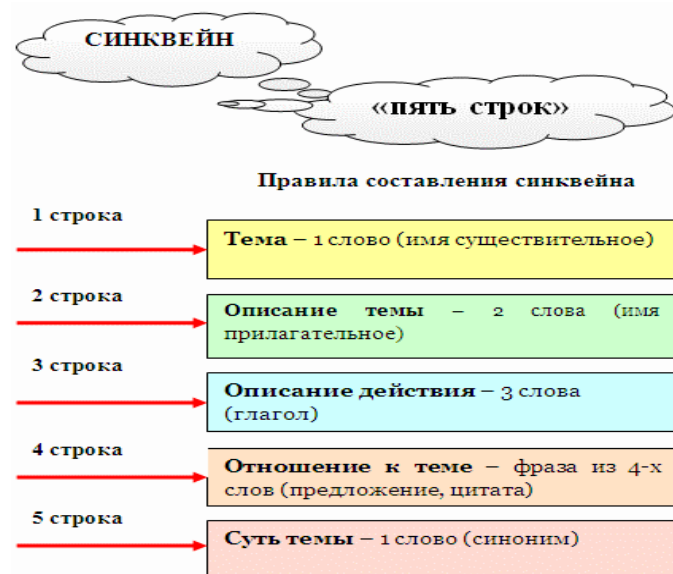 СИНКВЕЙН
«пять строк»
Правила составления синквейна
1 строка
Тема – 1 слово (имя существительное)
2 строка
Описание темы – 2 слова (имя
прилагательное)
3 строка
Описание действия – 3 слова
(глагол)
4 строка
Отношение к теме – фраза из 4-х
слов (предложение, цитата)
5 строка
Суть темы – 1 слово (синоним)